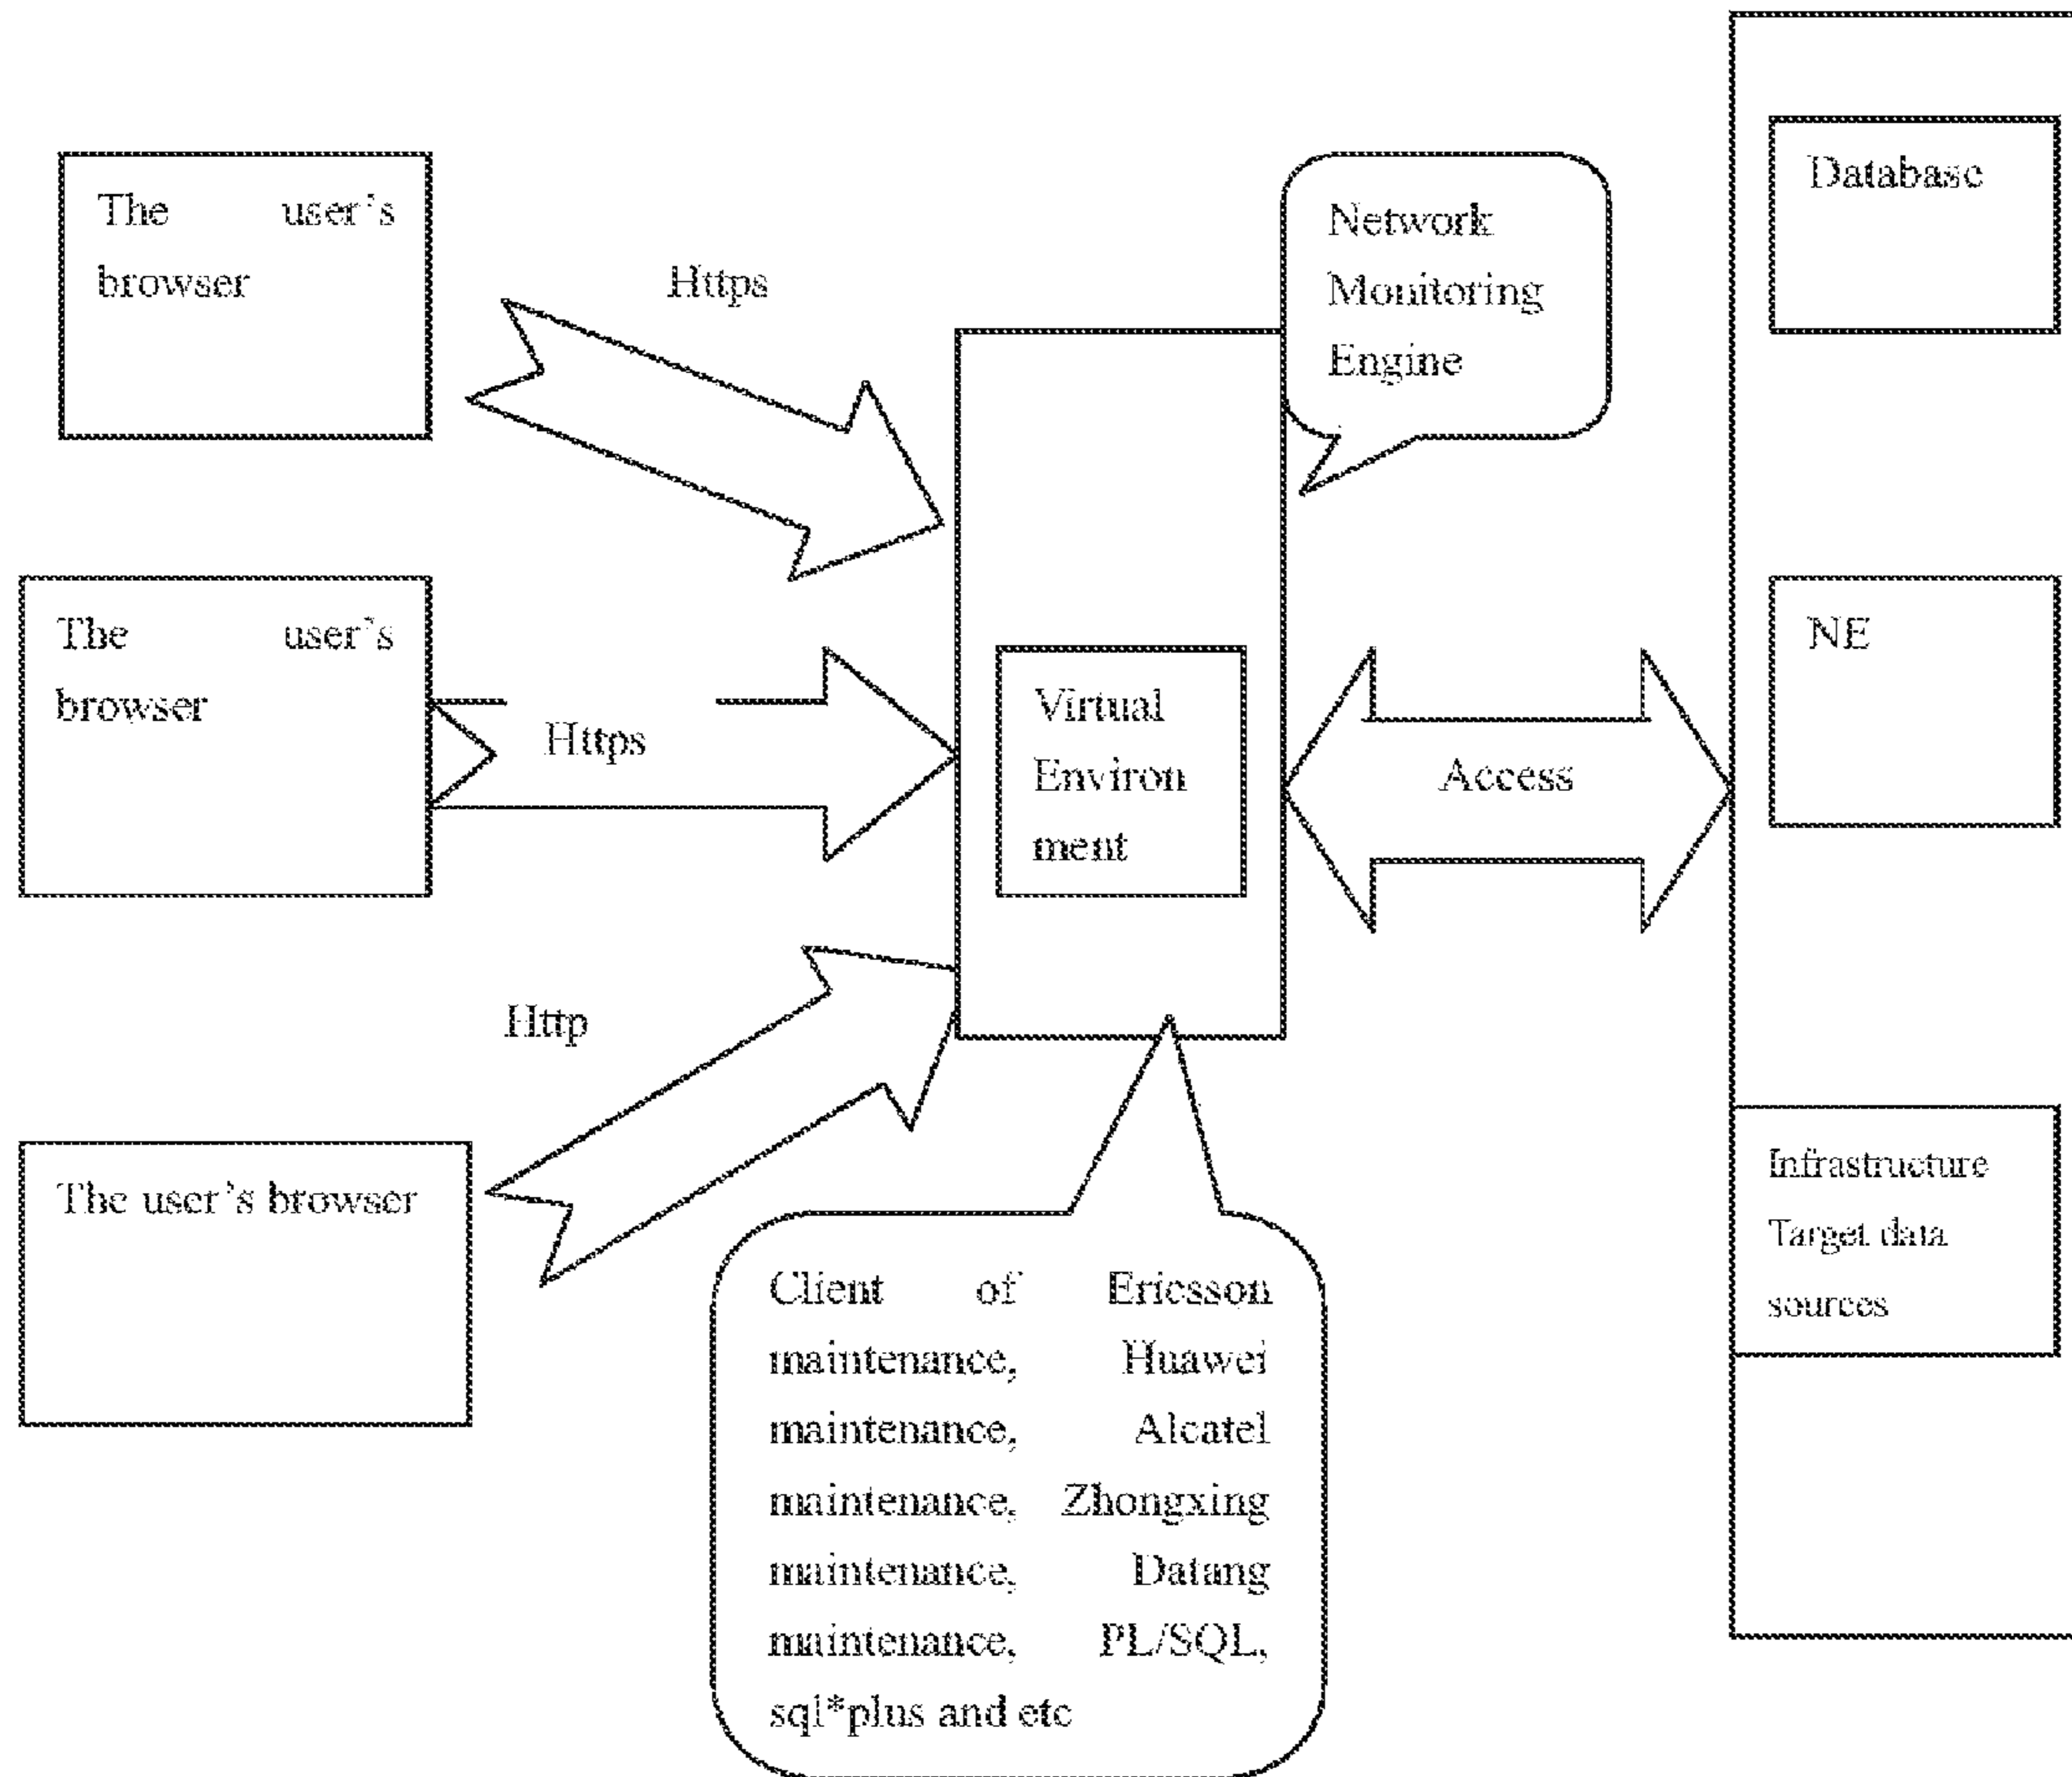 The user's
browser
Https
Network
Monitoring
Engine
Database
The user's
browser
Https
Virtual
Environ
ment
Access
NE
Http
The user's browser
Client of Ericsson
maintenance, Huawei
maintenance, Alcatel
maintenance, Zhongxing
maintenance, Datang
maintenance, PL/SQL,
sql*plus and etc
Infrastructure
Target data
sources